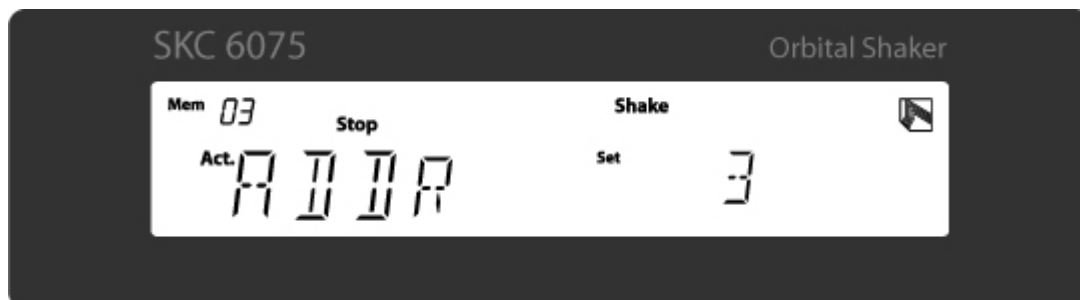 SKC 6075 Orbital Shaker
Mem 03 Shake
Stop
Act. ADDR Set 3